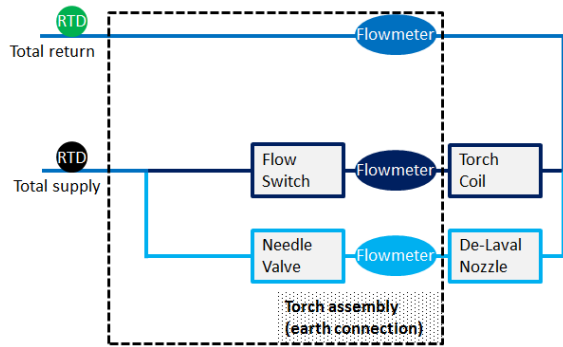 RTD
Total return
Flowmeter
RTD
Total supply
Flow
Switch
Flowmeter
Torch
Coil
Needle
Valve
Flowmeter
De-Laval
Nozzle
Torch assembly
(earth connection)